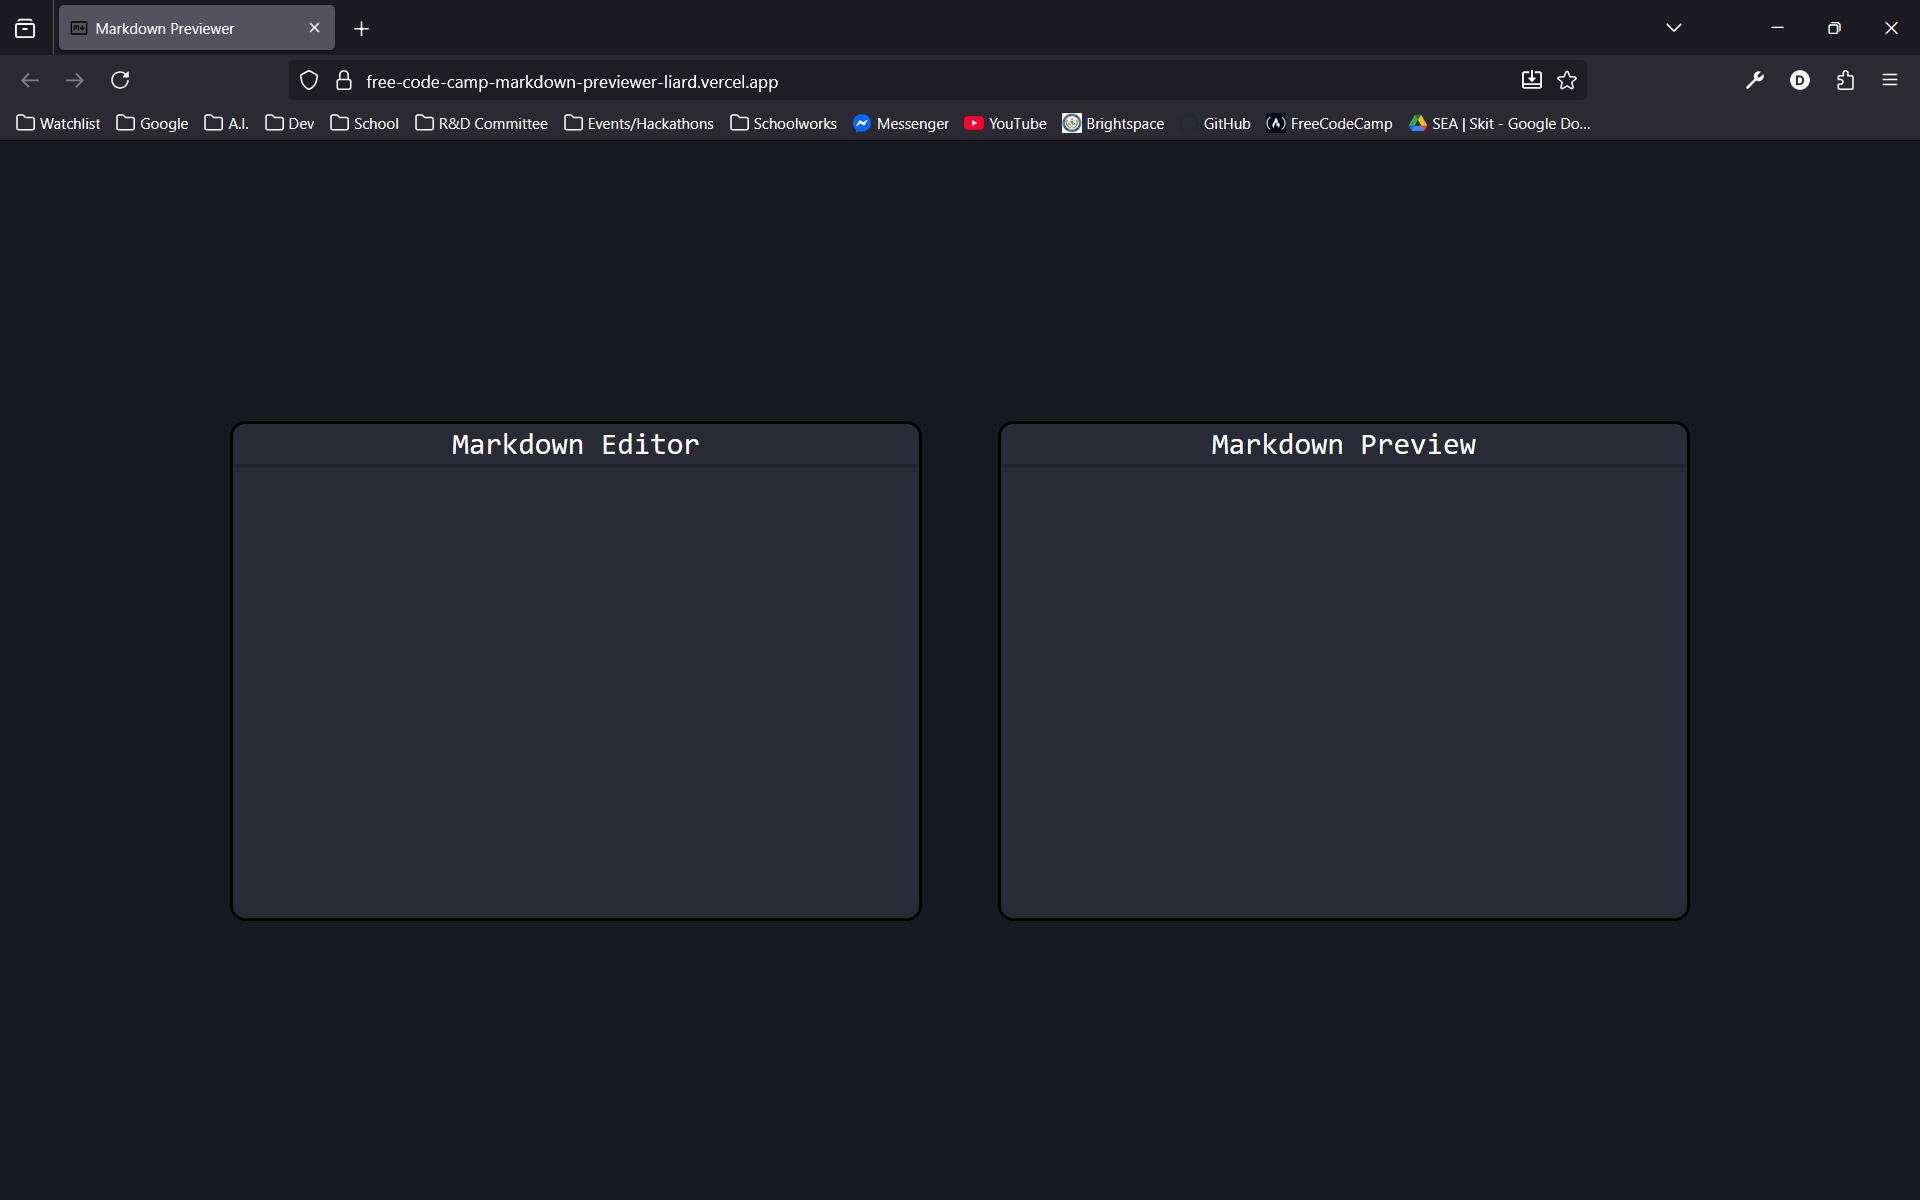 Markdown Previewer
free-code-camp-markdown-previewer-liard.vercel.app
D
Watchlist Google A.I. Dev School R&D Committee Events/Hackathons Schoolworks Messenger YouTube Brightspace GitHub FreeCodeCamp SEA | Skit - Google Do...
Markdown Editor
Markdown Preview